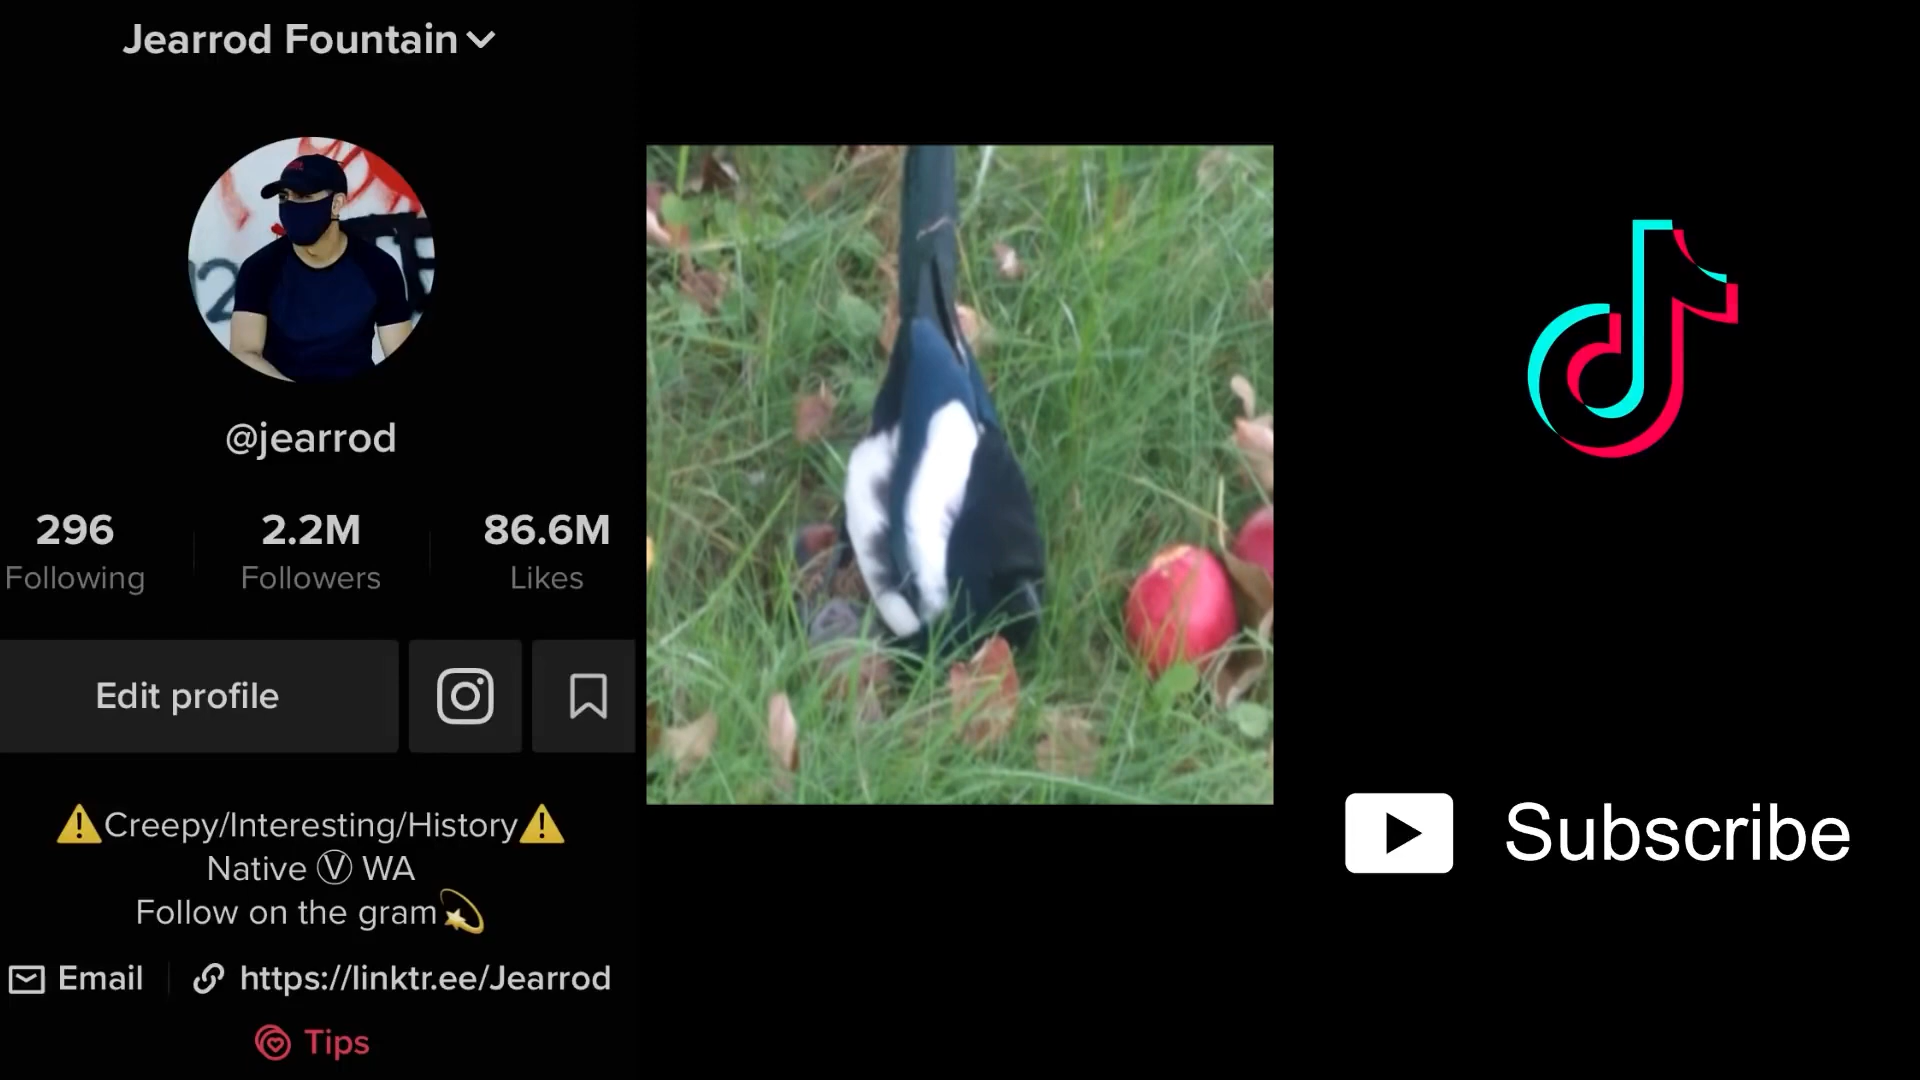 Jearrod Fountain
@jearrod
296 2.2M 86.6M
Following Followers Likes
Edit profile
⚠️Creepy/Interesting/History⚠️
Native Ⓥ WA
Follow on the gram💫
Email https://linktr.ee/Jearrod
Tips
Subscribe